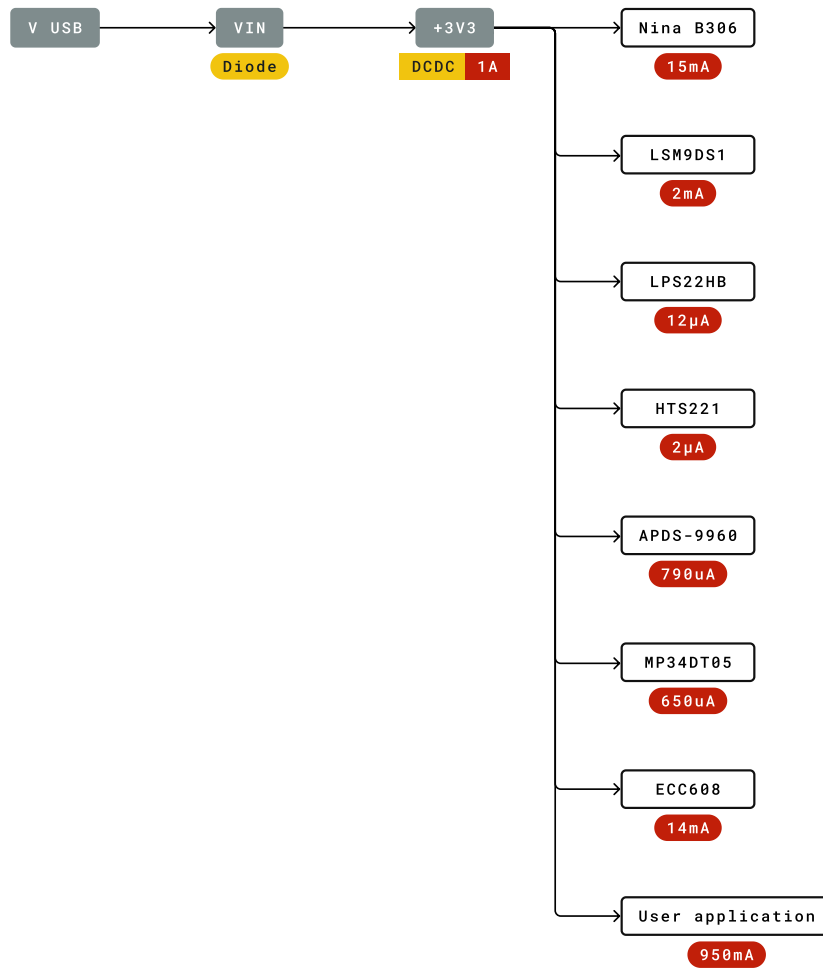 V USB
VIN
+3V3
Nina B306
Diode
DCDC
1A
15mA
LSM9DS1
2mA
LPS22HB
12µA
HTS221
2µA
APDS-9960
790uA
MP34DT05
650uA
ECC608
14mA
User application
950mA